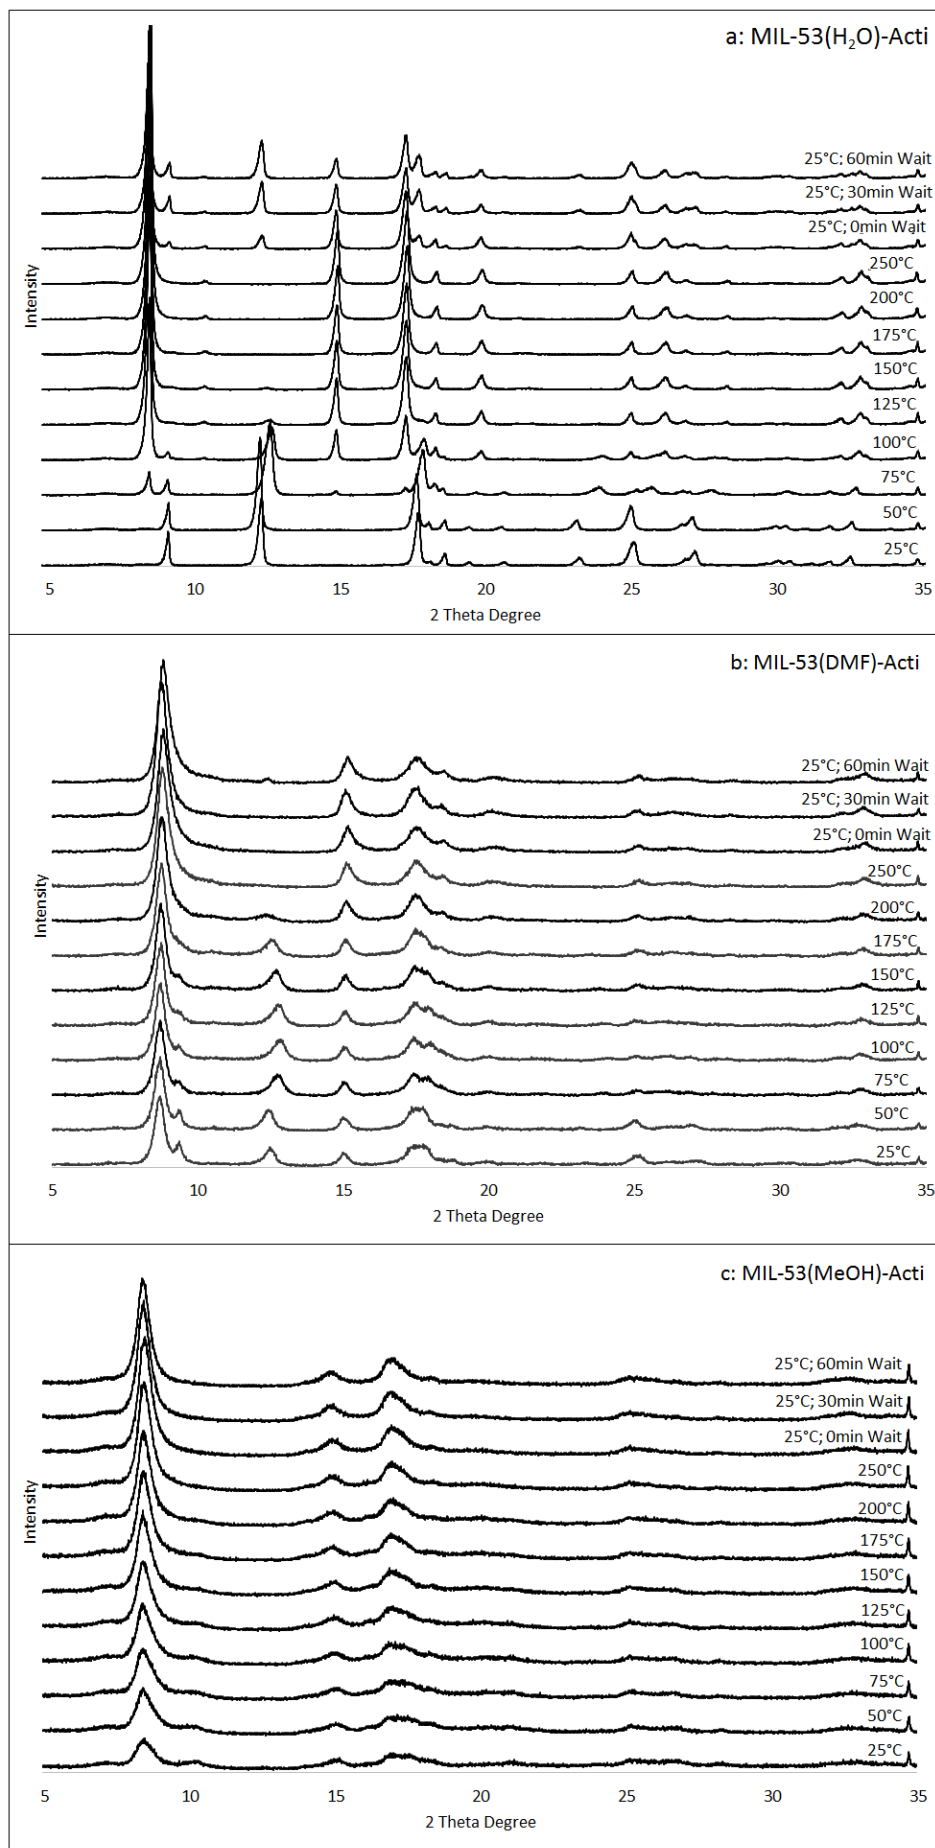 a: MIL-53(H₂O)-Acti
25°C; 60min Wait
25°C; 30min Wait
25°C; 0min Wait
250°C
200°C
175°C
150°C
125°C
100°C
75°C
50°C
25°C
Intensity
5 10 15 20 25 30 35
2 Theta Degree
b: MIL-53(DMF)-Acti
25°C; 60min Wait
25°C; 30min Wait
25°C; 0min Wait
250°C
200°C
175°C
150°C
125°C
100°C
75°C
50°C
25°C
Intensity
5 10 15 20 25 30 35
2 Theta Degree
c: MIL-53(MeOH)-Acti
25°C; 60min Wait
25°C; 30min Wait
25°C; 0min Wait
250°C
200°C
175°C
150°C
125°C
100°C
75°C
50°C
25°C
Intensity
5 10 15 20 25 30 35
2 Theta Degree